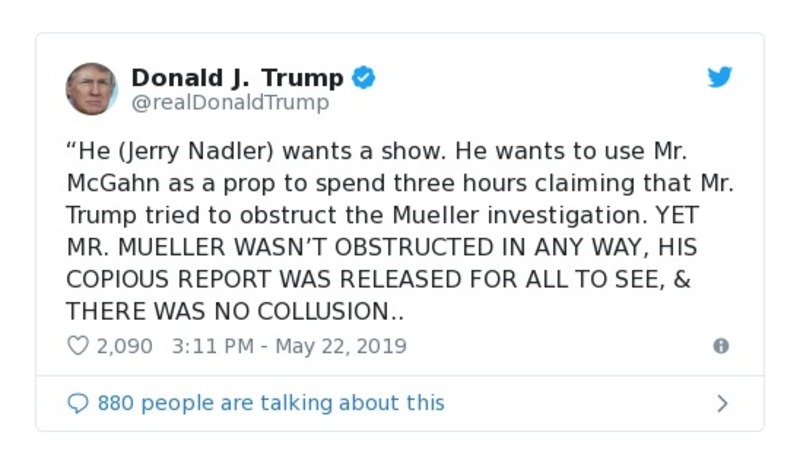 Donald J. Trump
@realDonaldTrump
“He (Jerry Nadler) wants a show. He wants to use Mr.
McGahn as a prop to spend three hours claiming that Mr.
Trump tried to obstruct the Mueller investigation. YET
MR. MUELLER WASN’T OBSTRUCTED IN ANY WAY, HIS
COPIOUS REPORT WAS RELEASED FOR ALL TO SEE, &
THERE WAS NO COLLUSION..
2,090 3:11 PM - May 22, 2019
880 people are talking about this